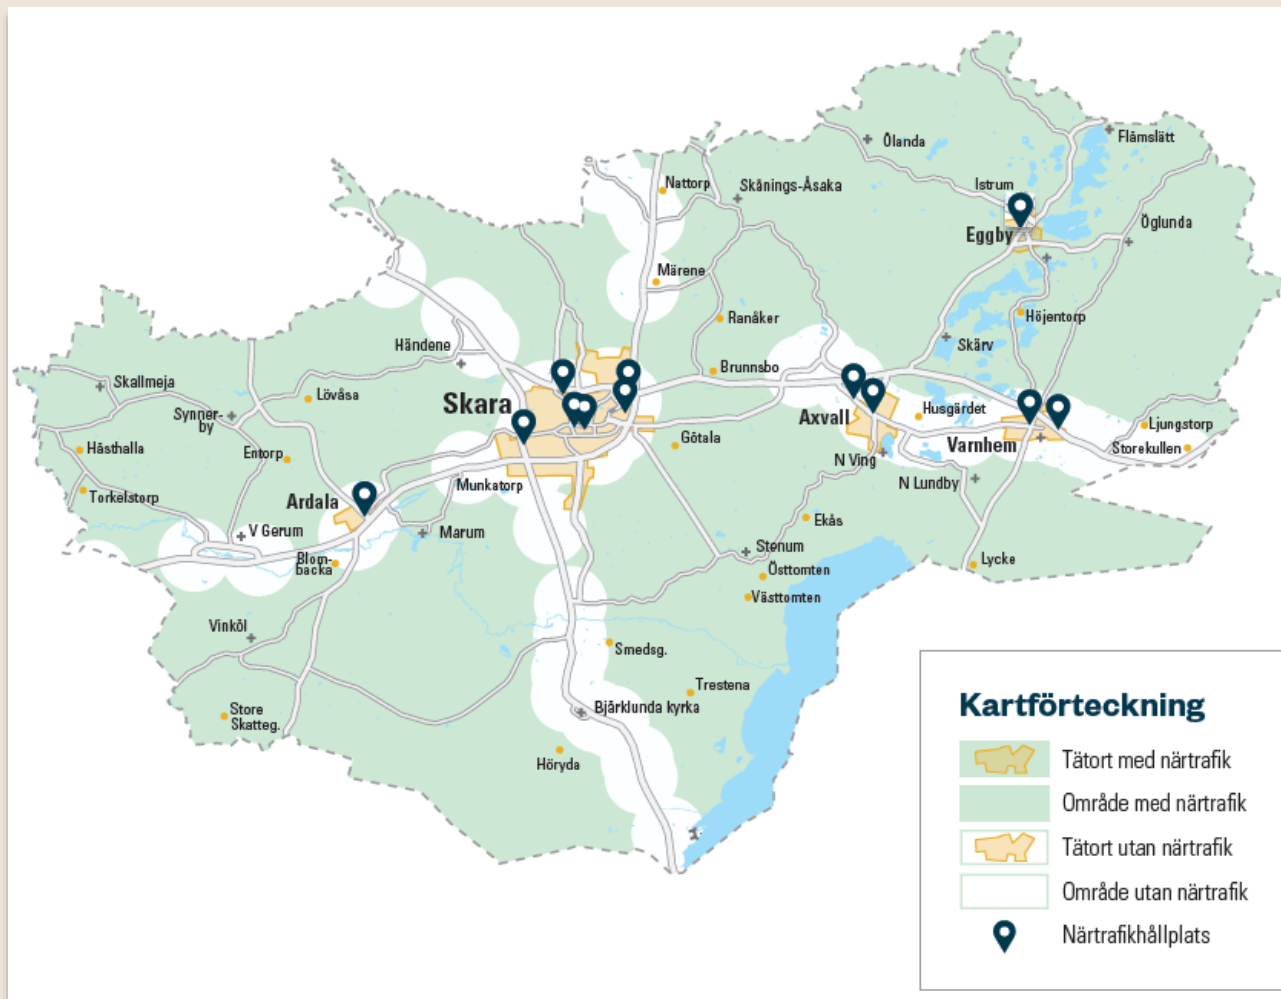 Flämslätt
Ölanda
Istrum
Nattorp
Skånings-Åsaka
Öglunda
Eggby
Märene
Ranåker
Höjentorp
Händene
Skärv
Skallmeja
Brunnsbo
Lövåsa
Skara
Synner-
by
Axvall
Husgärdet
Ljungstorp
Götala
Varnhem
Storekullen
Håsthalla
Entorp
N Ving
Munkatorp
N Lundby
Torkelstorp
Ardala
Ekås
V Gerum
Marum
Stenum
Blom-
backa
Lycke
Östtomten
Västtomten
Vinköl
Smedsg.
Trestena
Store
Skatteg.
Bjärklunda kyrka
Höryda
Kartförteckning
Tätort med närtrafik
Område med närtrafik
Tätort utan närtrafik
Område utan närtrafik
Närtrafikhållplats